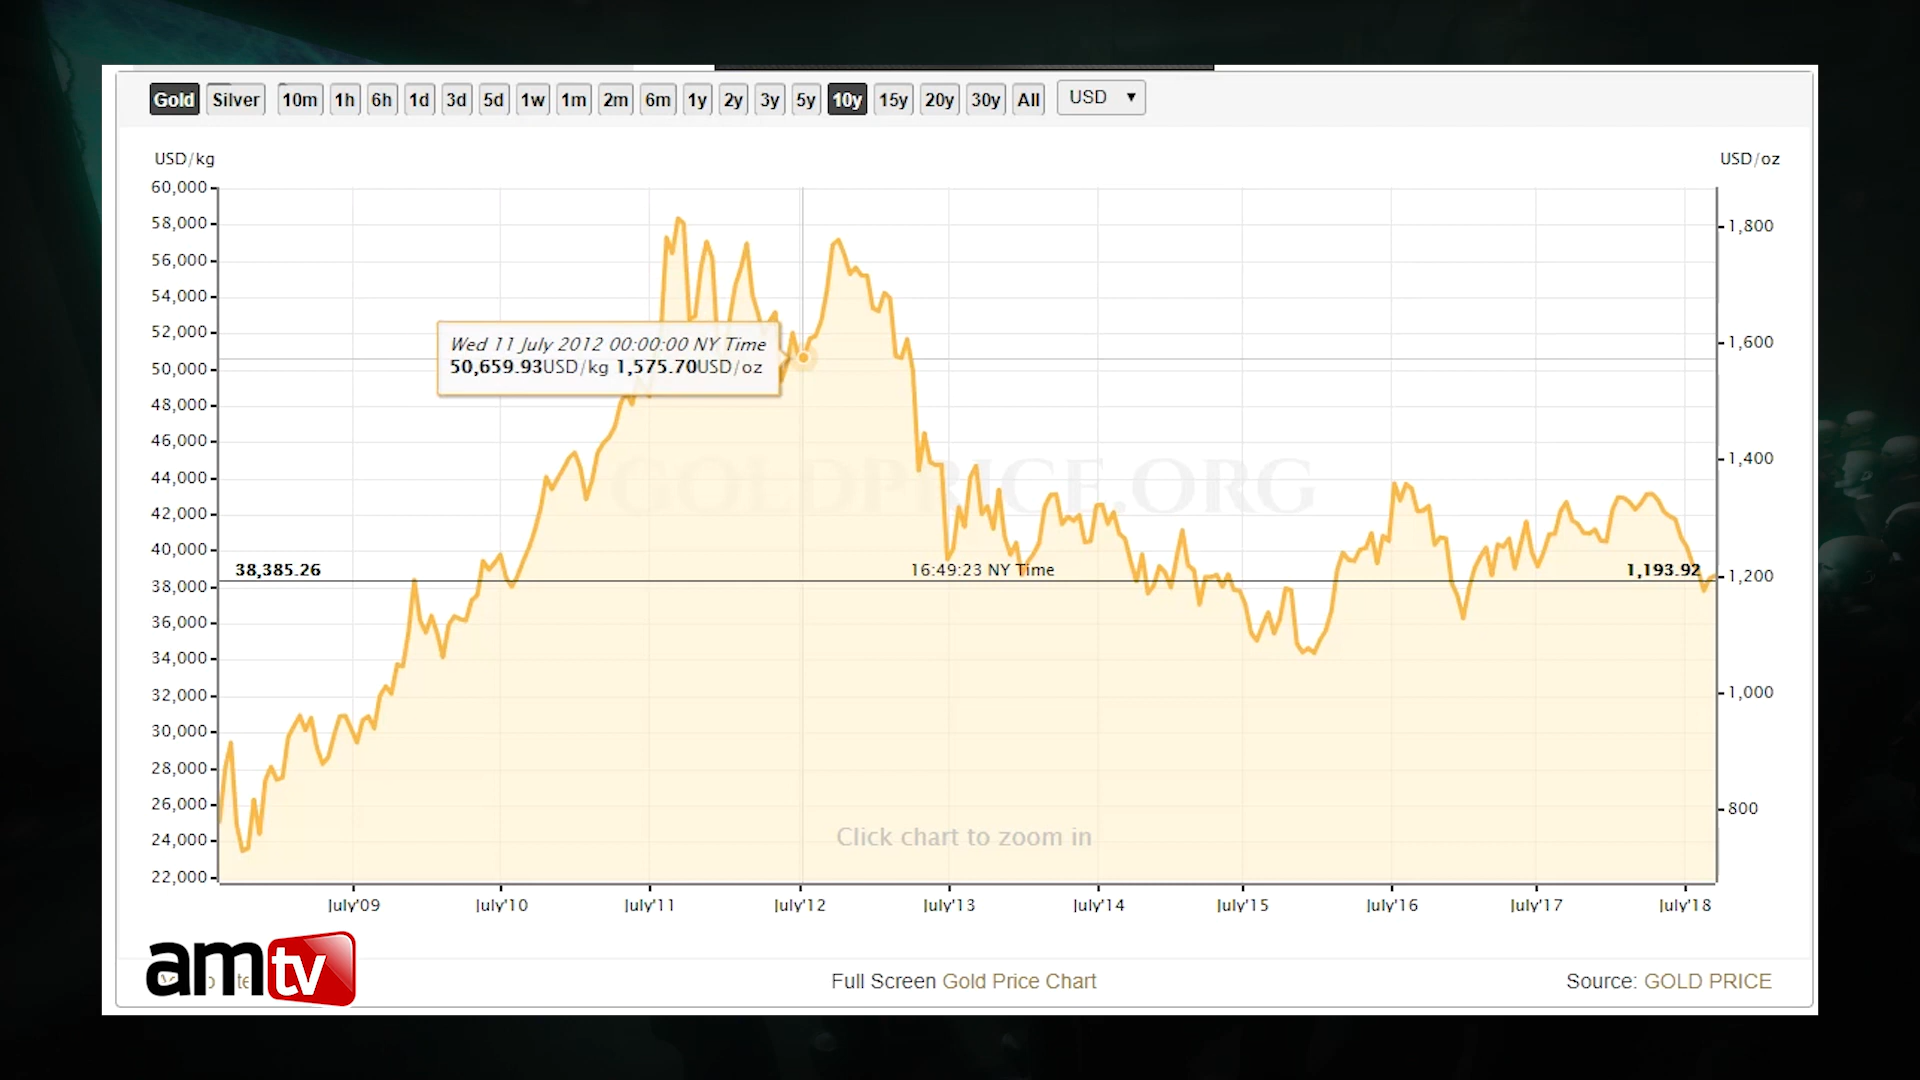 Gold Silver 10m 1h 6h 1d 3d 5d 1w 1m 2m 6m 1y 2y 3y 5y 10y 15y 20y 30y All USD
USD/kg
USD/oz
60,000
58,000
56,000
54,000
52,000
50,000
48,000
46,000
44,000
42,000
40,000
38,000
36,000
34,000
32,000
30,000
28,000
26,000
24,000
22,000
1,800
1,600
1,400
1,200
1,000
800
Wed 11 July 2012 00:00:00 NY Time
50,659.93USD/kg 1,575.70USD/oz
GOLDPRICE.ORG
38,385.26
16:49:23 NY Time
1,193.92
Click chart to zoom in
July'09 July'10 July'11 July'12 July'13 July'14 July'15 July'16 July'17 July'18
amtv
Full Screen Gold Price Chart
Source: GOLD PRICE